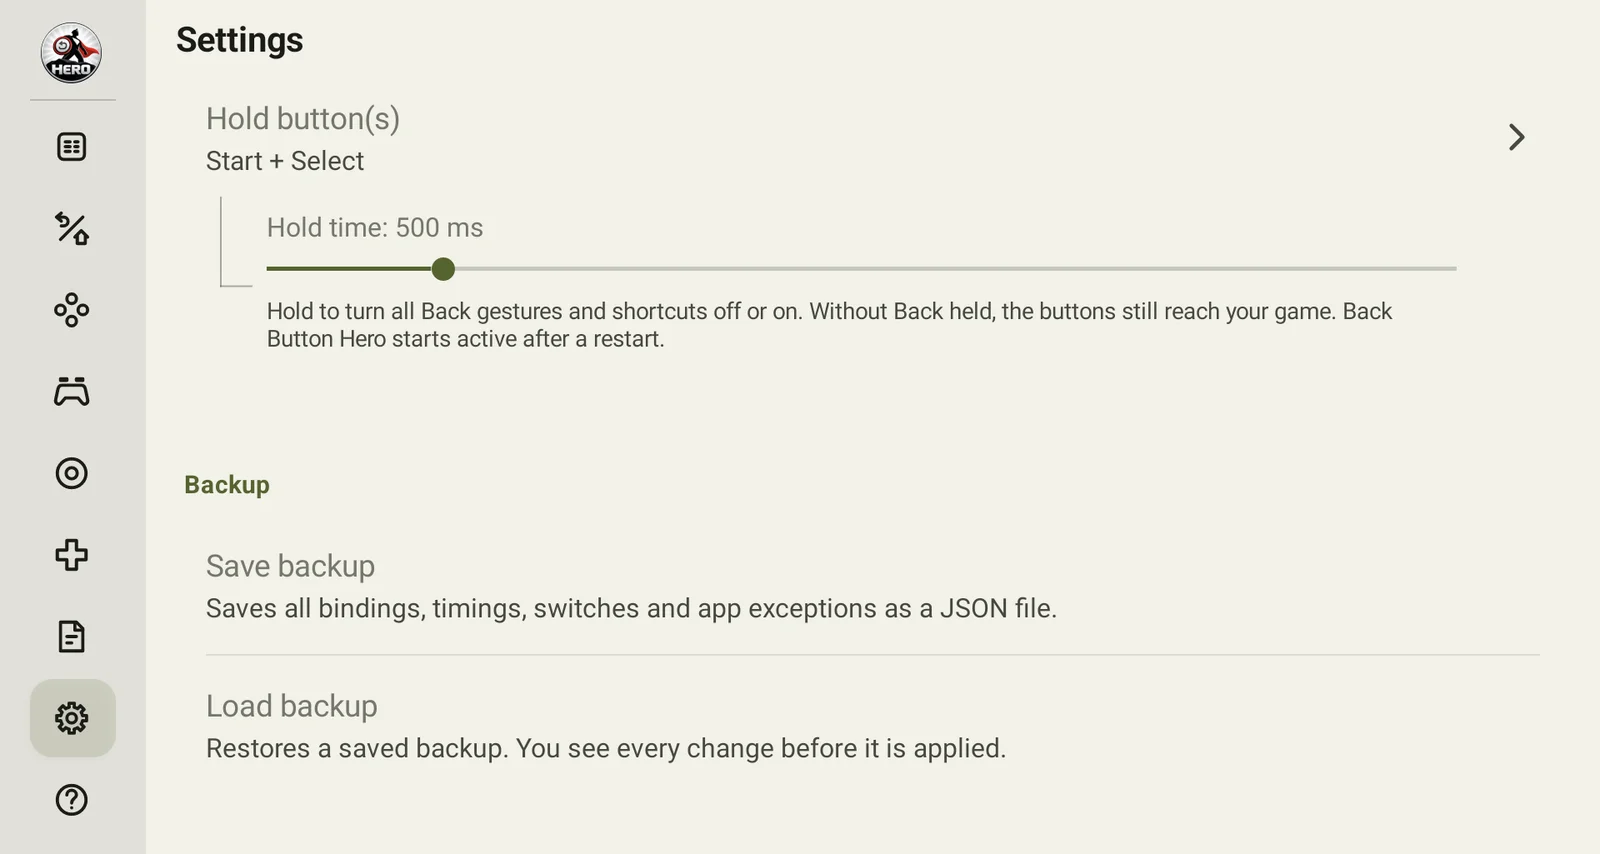 HERO
Settings
Hold button(s)
Start + Select
Hold time: 500 ms
Hold to turn all Back gestures and shortcuts off or on. Without Back held, the buttons still reach your game. Back
Button Hero starts active after a restart.
Backup
Save backup
Saves all bindings, timings, switches and app exceptions as a JSON file.
Load backup
Restores a saved backup. You see every change before it is applied.